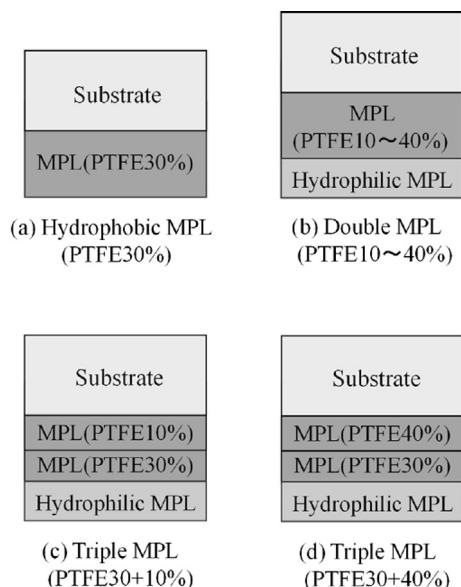 Substrate
MPL(PTFE30%)
(a) Hydrophobic MPL
(PTFE30%)
Substrate
MPL
(PTFE10～40%)
Hydrophilic MPL
(b) Double MPL
(PTFE10～40%)
Substrate
MPL(PTFE10%)
MPL(PTFE30%)
Hydrophilic MPL
(c) Triple MPL
(PTFE30+10%)
Substrate
MPL(PTFE40%)
MPL(PTFE30%)
Hydrophilic MPL
(d) Triple MPL
(PTFE30+40%)